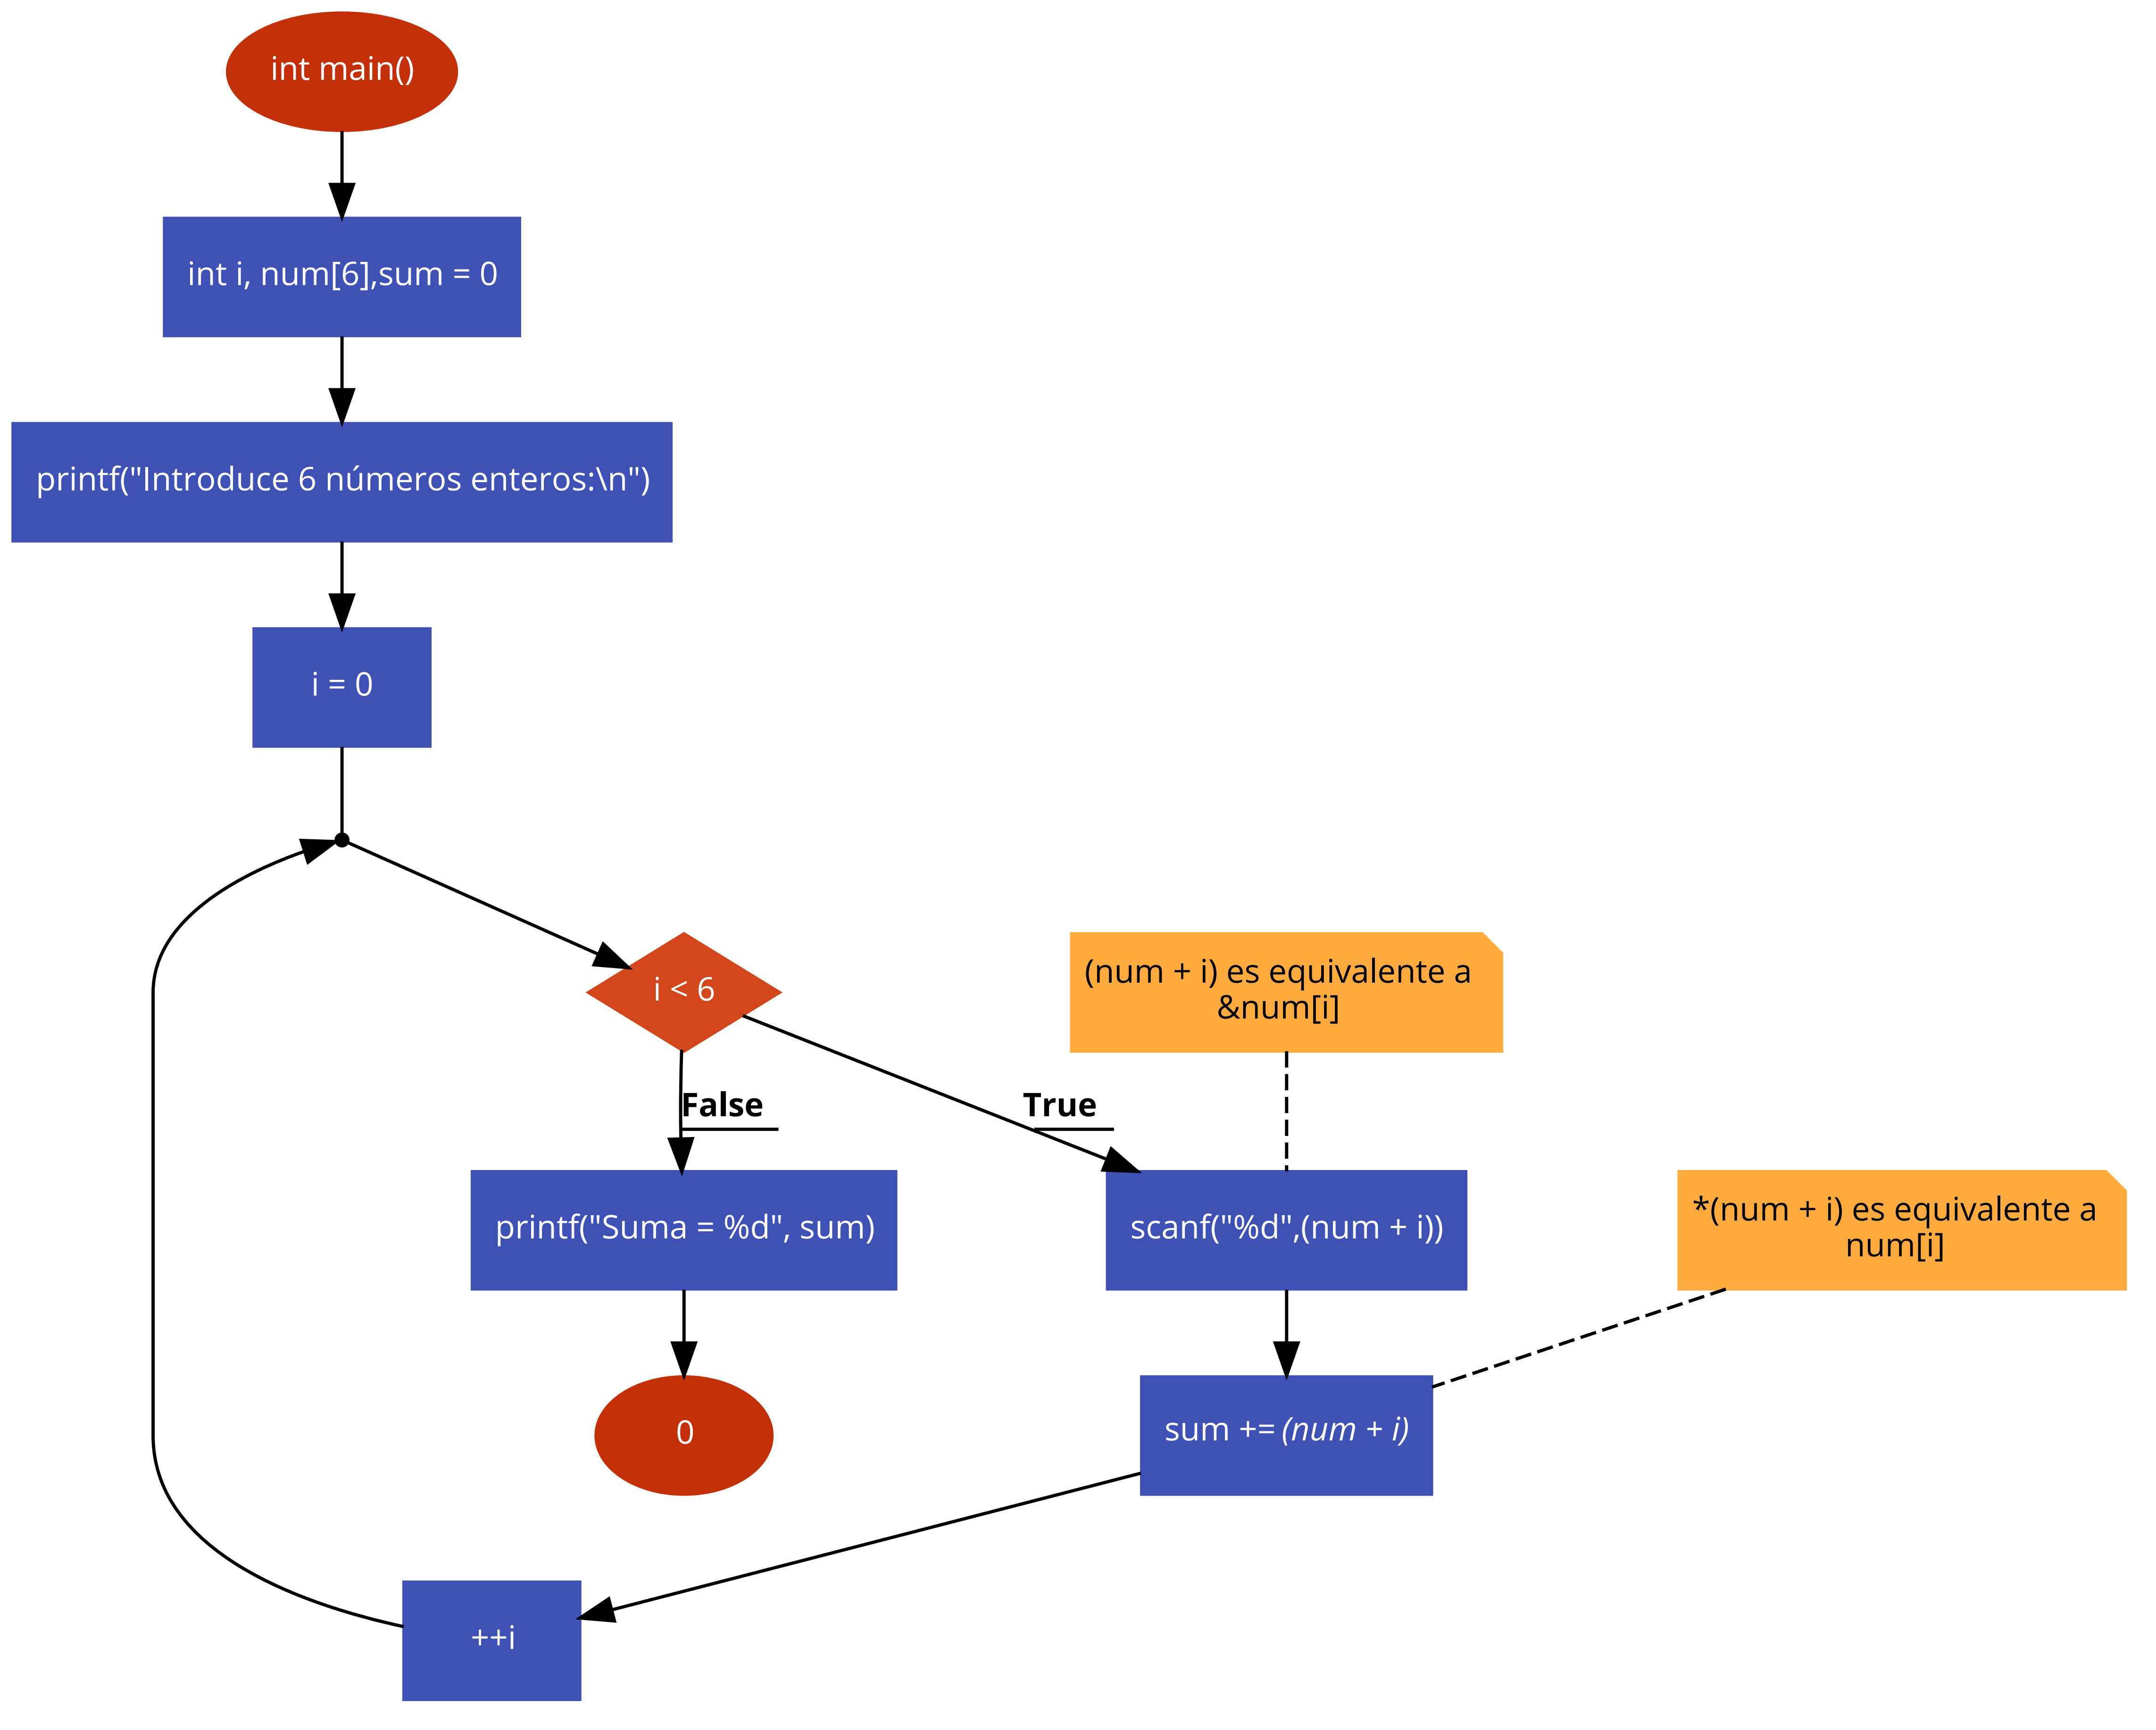 int main()
int i, num[6],sum = 0
printf("Introduce 6 números enteros:\n")
i = 0
i < 6
(num + i) es equivalente a
&num[i]
False
True
printf("Suma = %d", sum)
scanf("%d",(num + i))
*(num + i) es equivalente a
num[i]
0
sum += (num + i)
++i